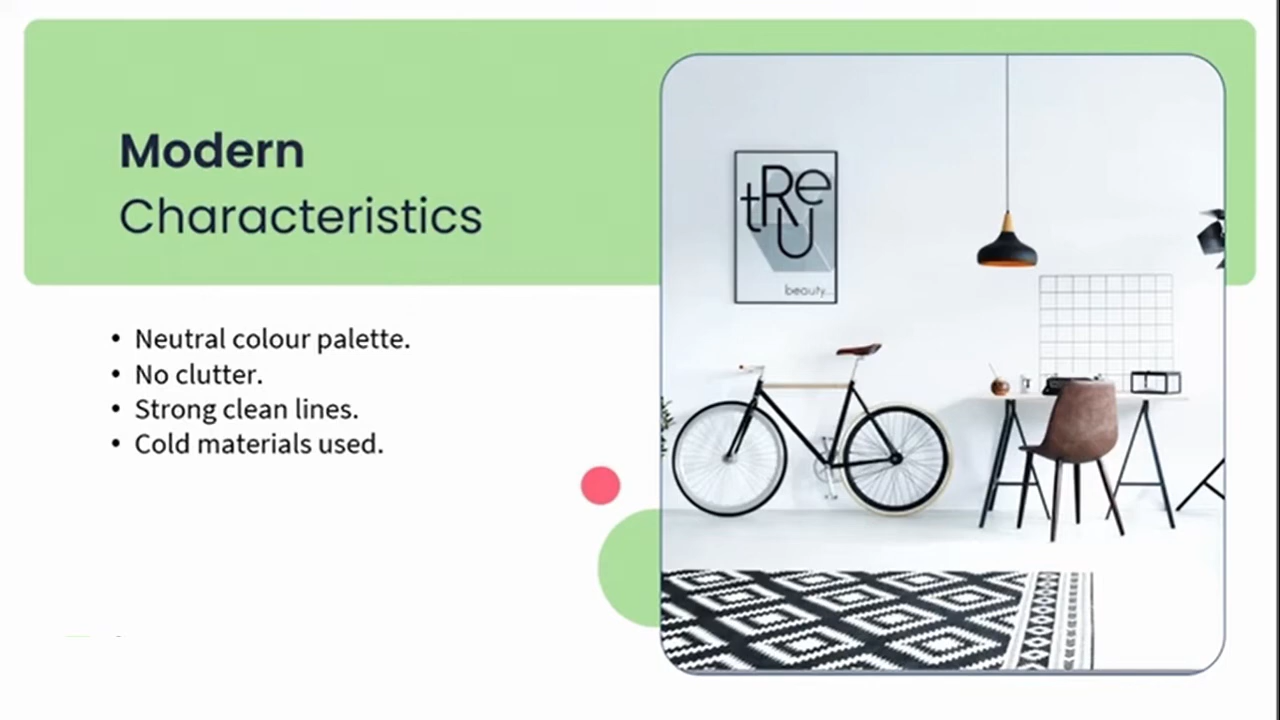 Modern
Characteristics
• Neutral colour palette.
• No clutter.
• Strong clean lines.
• Cold materials used.
tRe
U
beauty...